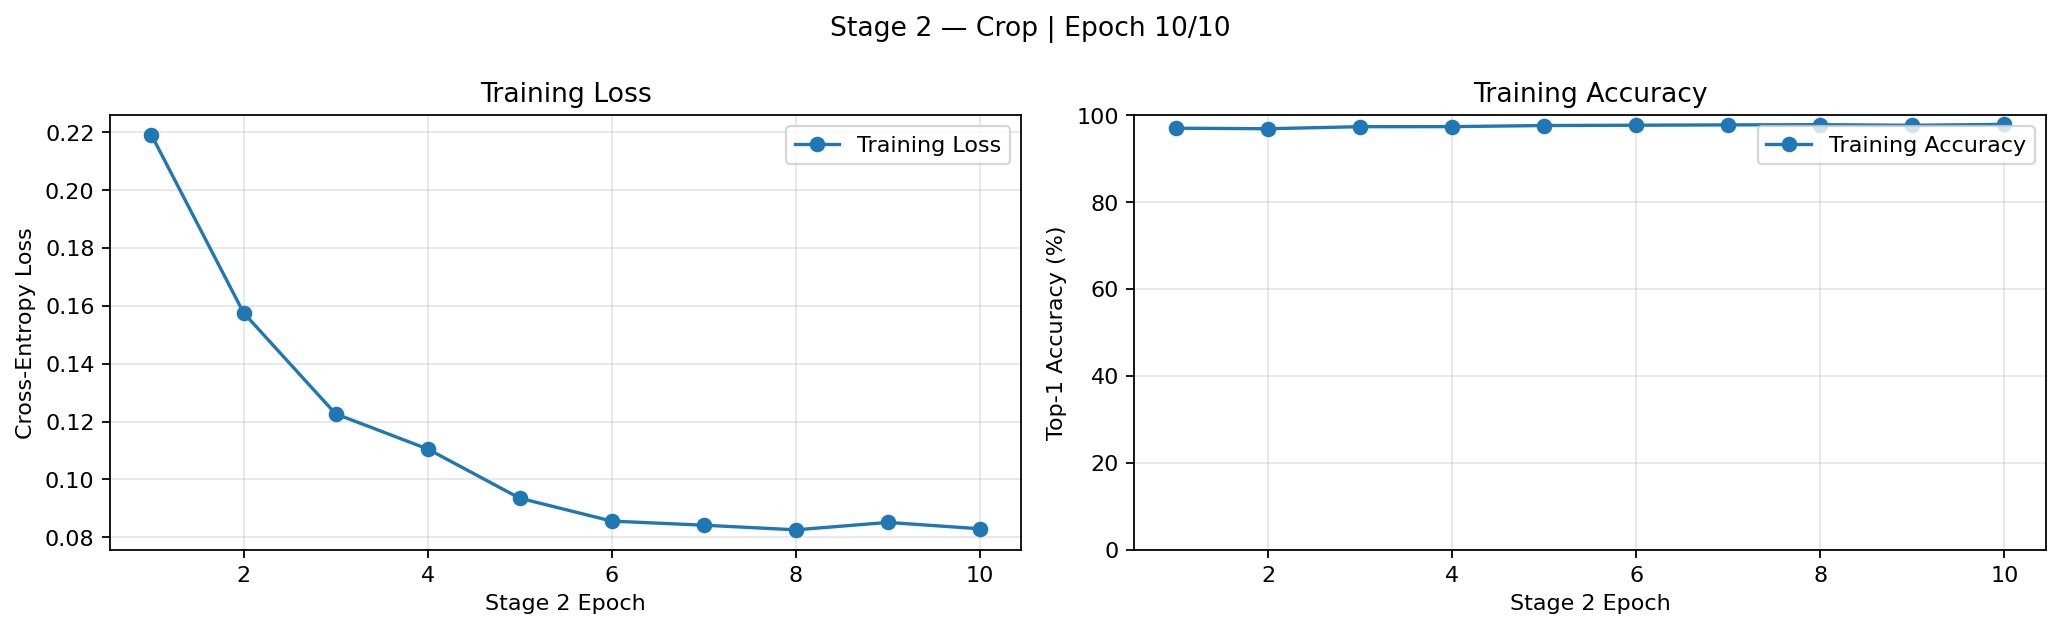 Stage 2 — Crop | Epoch 10/10
Training Loss
Cross-Entropy Loss
0.22
0.20
0.18
0.16
0.14
0.12
0.10
0.08
Training Loss
2 4 6 8 10
Stage 2 Epoch
Training Accuracy
Top-1 Accuracy (%)
100
80
60
40
20
0
Training Accuracy
2 4 6 8 10
Stage 2 Epoch